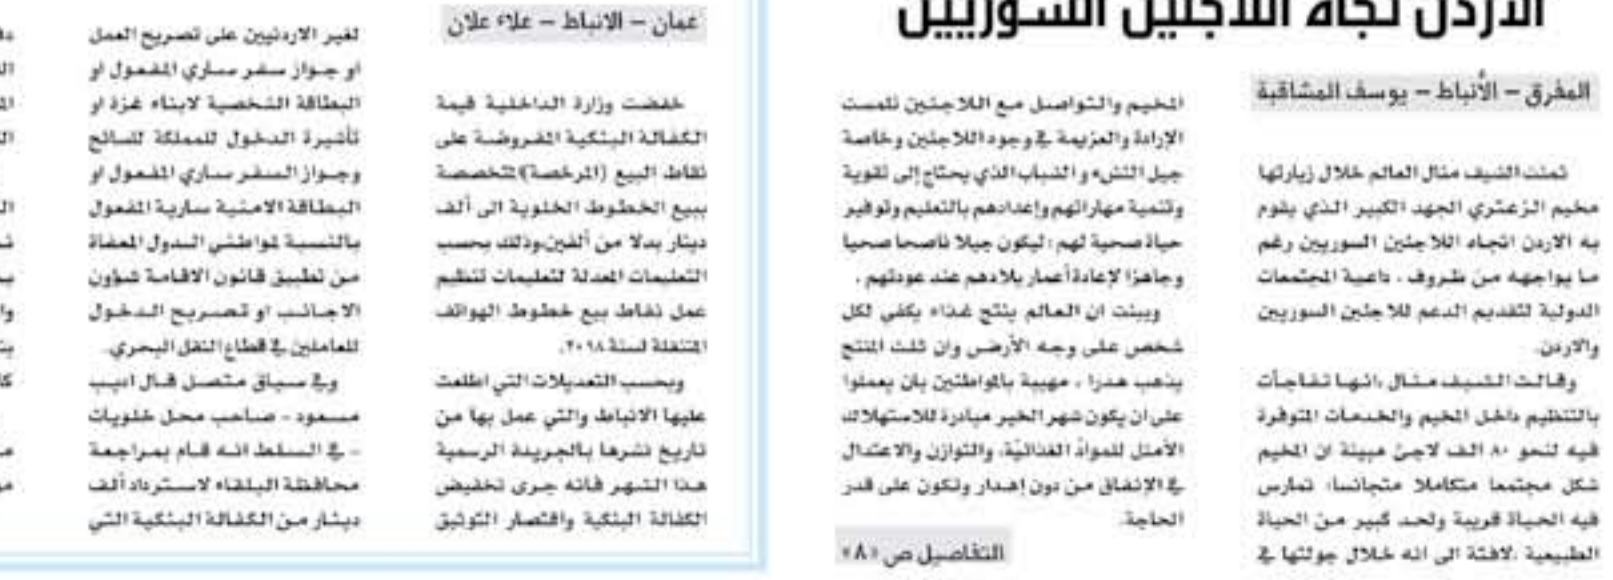 الأردن تجاه اللاجئين السوريين
المفرق – الأنباط – يوسف المشاقبة
ثمنت الشيف منال العالم خلال زيارتها
مخيم الزعتري الجهد الكبير الذي يقوم
به الاردن اتجاه اللاجئين السوريين رغم
ما يواجهه من ظروف ، داعية المجتمعات
الدولية لتقديم الدعم للاجئين السوريين
والاردن.
وقالت الشيف منال ،انها تفاجأت
بالتنظيم داخل المخيم والخدمات المتوفرة
فيه لنحو ٨٠ الف لاجئ مبينة ان المخيم
شكل مجتمعا متكاملا متجانسا، تمارس
فيه الحياة قريبة ولحد كبير من الحياة
الطبيعية ،لافتة الى انه خلال جولتها في
المخيم والتواصل مع اللاجئين تلمست
الإرادة والعزيمة في وجود اللاجئين وخاصة
جيل النشء و الشباب الذي يحتاج إلى تقوية
وتنمية مهاراتهم وإعدادهم بالتعليم وتوفير
حياة صحية لهم ؛ ليكون جيلا ناصحا صحيا
وجاهزا لإعادة أعمار بلادهم عند عودتهم .
وبينت ان العالم ينتج غذاء يكفي لكل
شخص على وجه الأرض وان ثلث المنتج
يذهب هدرا ، مهيبة بالمواطنين بان يعملوا
على ان يكون شهر الخير مبادرة للاستهلاك
الأمثل للموادّ الغذائيّة، والتوازن والاعتدال
في الإنفاق من دون إهدار وتكون على قدر
الحاجة.
التفاصيل ص «٨»
عمان – الانباط – علاء علان
خفضت وزارة الداخلية قيمة
الكفالة البنكية المفروضة على
نقاط البيع (المرخصة)المتخصصة
ببيع الخطوط الخلوية الى ألف
دينار بدلا من ألفين،وذلك بحسب
التعليمات المعدلة لتعليمات تنظيم
عمل نقاط بيع خطوط الهواتف
المتنقلة لسنة ٢٠١٨.
وبحسب التعديلات التي اطلعت
عليها الانباط والتي عمل بها من
تاريخ نشرها بالجريدة الرسمية
هذا الشهر فانه جرى تخفيض
الكفالة البنكية واقتصار التوثيق
لغير الاردنيين على تصريح العمل
او جواز سفر ساري المفعول او
البطاقة الشخصية لابناء غزة او
تأشيرة الدخول للمملكة للسائح
وجواز السفر ساري المفعول او
البطاقة الامنية سارية المفعول
بالنسبة لمواطني الدول المعفاة
من تطبيق قانون الاقامة شؤون
الاجانب او تصريح الدخول
للعاملين في قطاع النقل البحري.
وفي سياق متصل قال اديب
مسعود - صاحب محل خلويات
- في السلط انه قام بمراجعة
محافظة البلقاء لاسترداد ألف
دينار من الكفالة البنكية التي